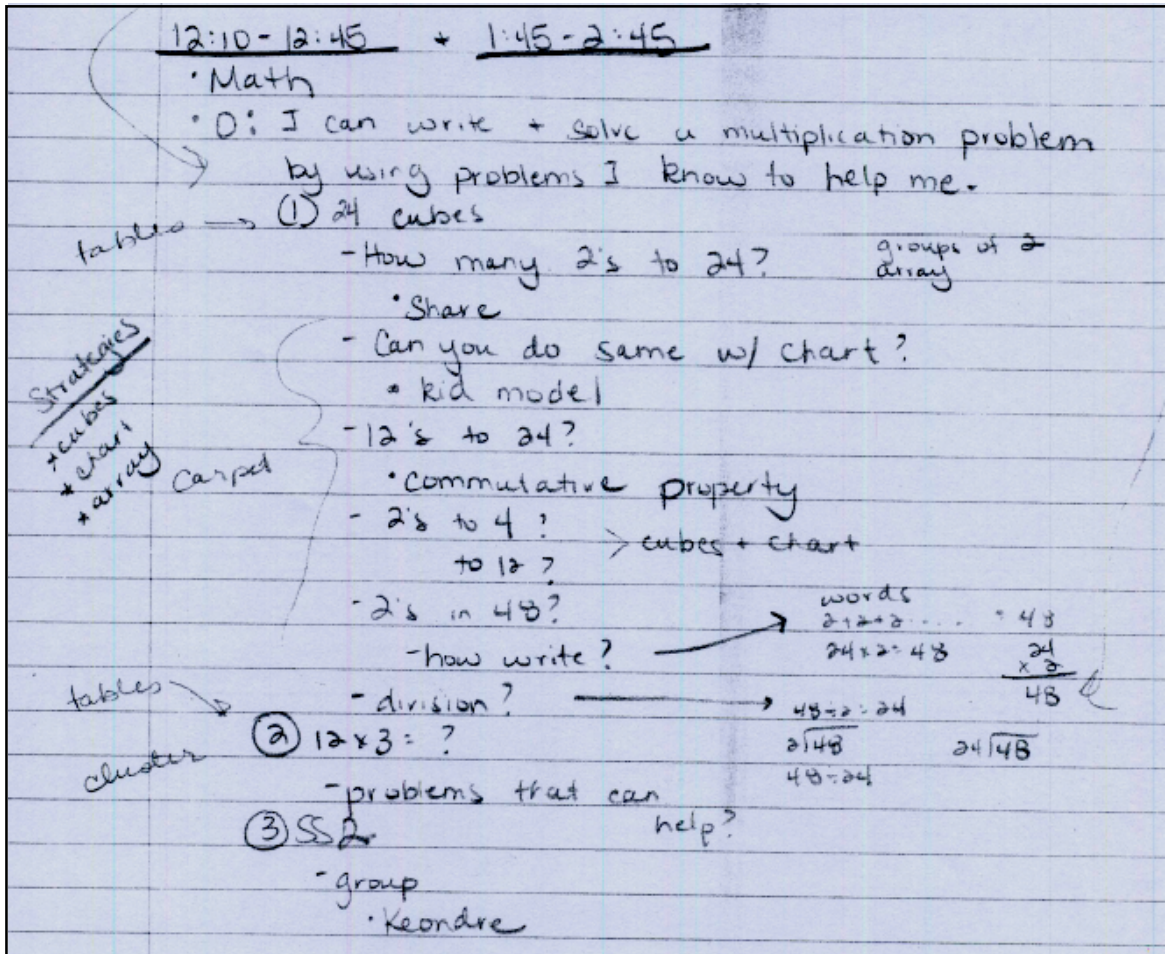 12:10 - 12:45 + 1:45 - 2:45
• Math
• O: I can write + solve a multiplication problem
by using problems I know to help me.
tables → ① 24 cubes
- How many 2's to 24? groups of 2
array
• Share
- Can you do same w/ chart?
• kid model
- 12's to 24?
• commulative property
- 2's to 4?
to 12? > cubes + chart
- 2's in 48?
- how write? →
- division? →
words
2+2+2.... = 48
24 x 2 = 48
24
x 2
48
48 ÷ 2 = 24
2)48 24)48
48 ÷ 24
Strategies
* cubes
* chart
* array
carpet
tables
② 12 x 3 = ?
cluster
- problems that can
help?
③ SS 2
- group
• Keondre